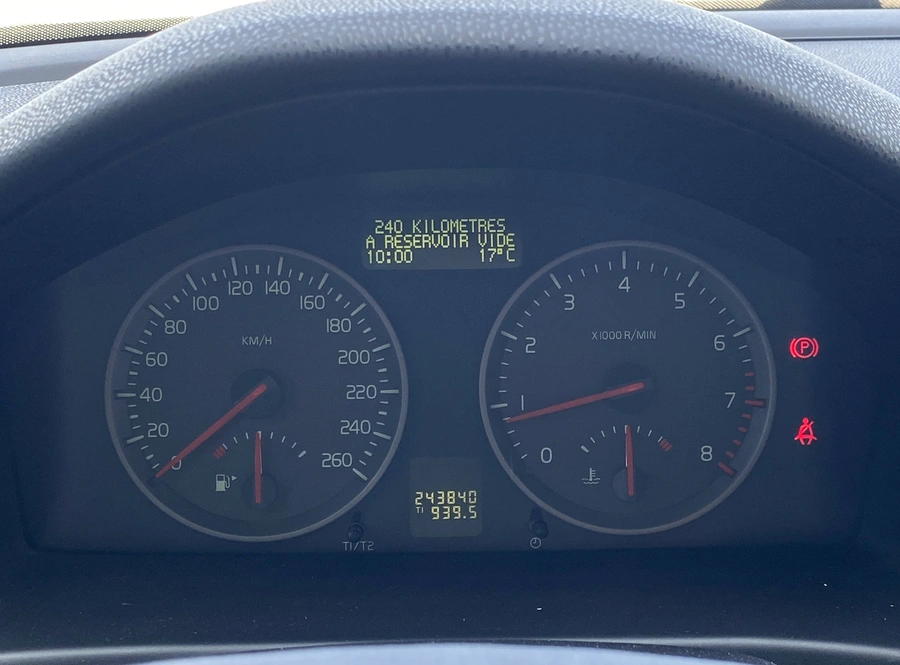 240 KILOMETRES
A RESERVOIR VIDE
10:00 17°C
0 20 40 60 80 100 120 140 160 180 200 220 240 260
KM/H
0 1 2 3 4 5 6 7 8
X1000 R/MIN
P
243840
T1 939.5
T1/T2